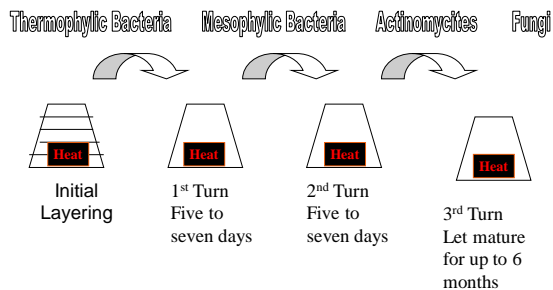 Thermophylic Bacteria Mesophylic Bacteria Actinomycites Fungi
Heat Heat Heat Heat
Initial
Layering
1st Turn
Five to
seven days
2nd Turn
Five to
seven days
3rd Turn
Let mature
for up to 6
months